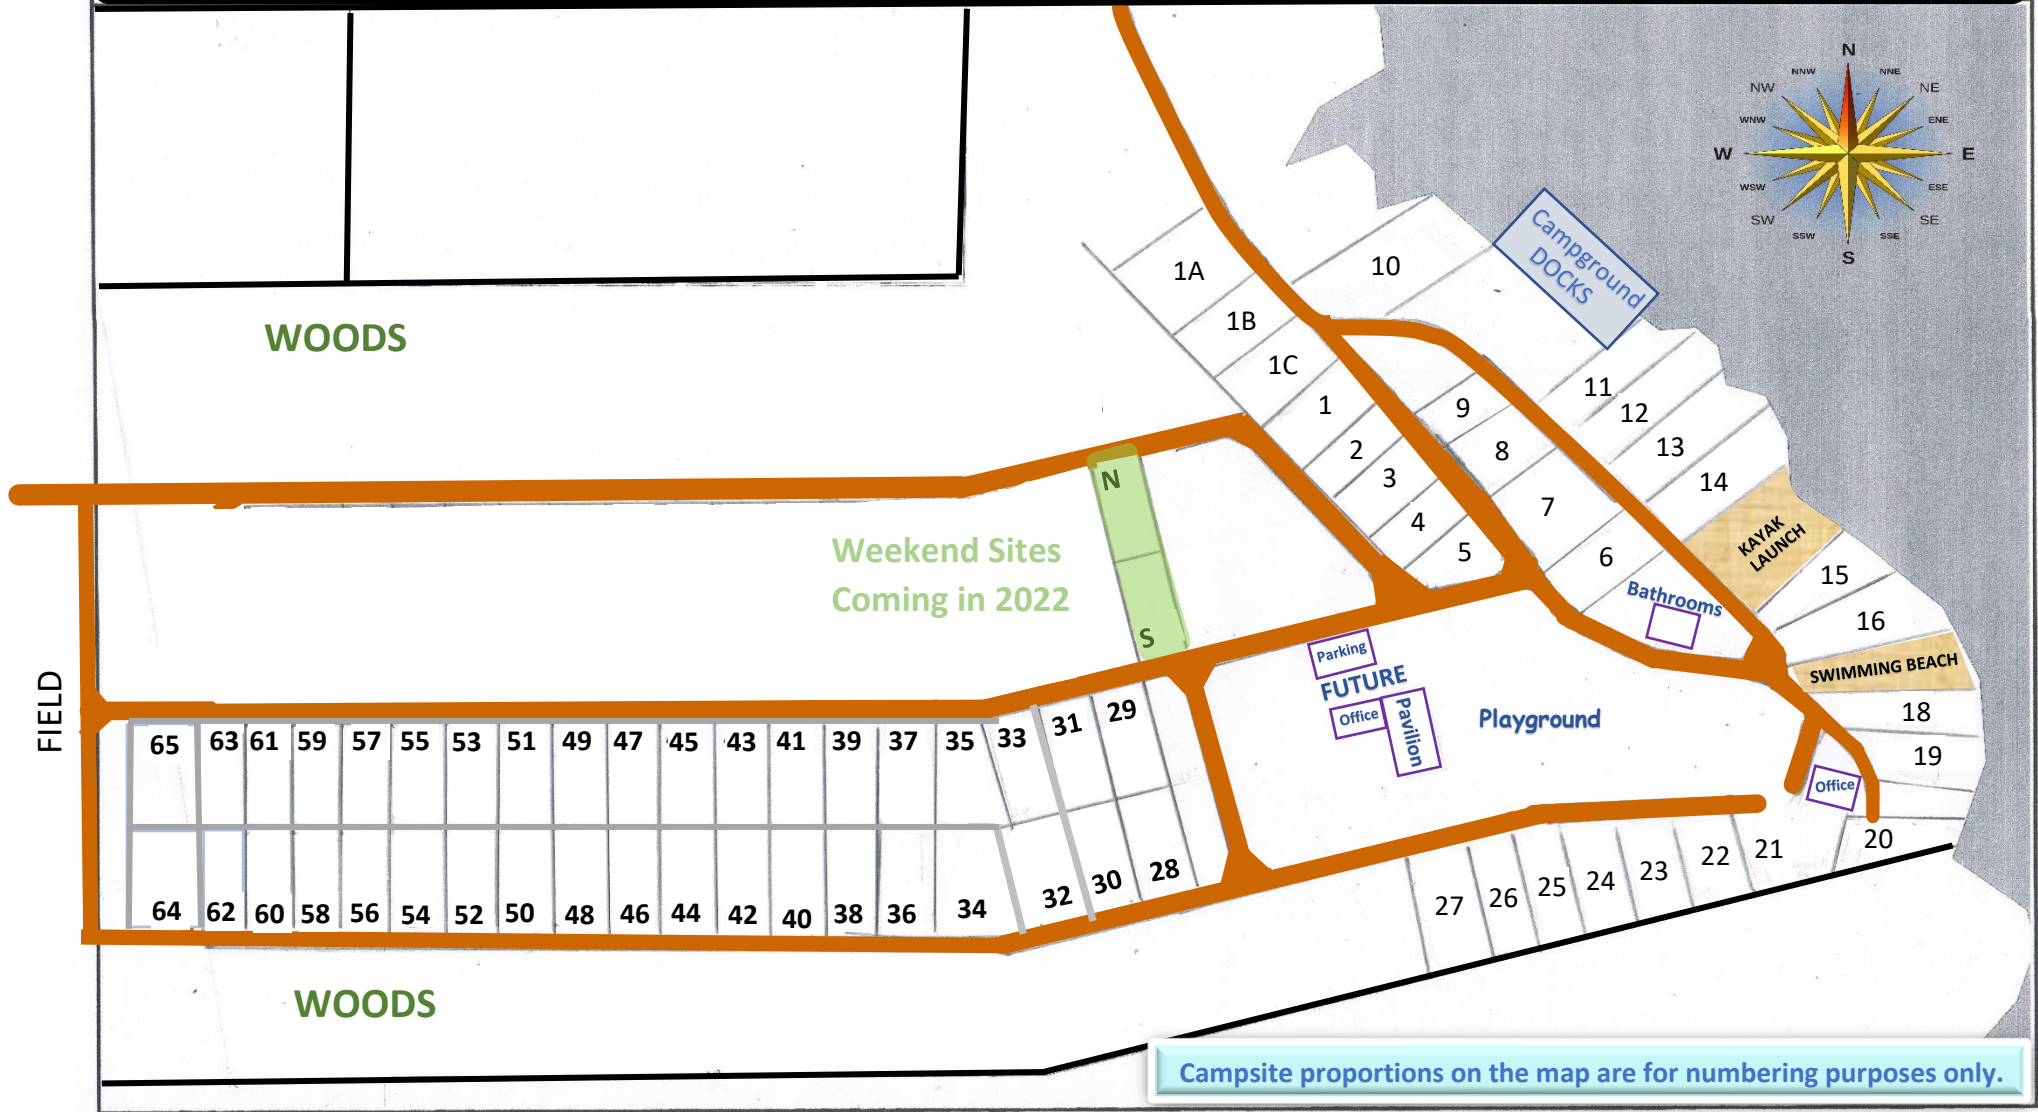 N
NNW
NNE
NW
NE
WNW
ENE
W
E
WSW
ESE
SW
SE
SSW
SSE
S
Campground
DOCKS
1A
10
1B
1C
1
9
11
12
2
8
13
3
14
7
4
5
6
KAYAK
LAUNCH
15
16
Bathrooms
SWIMMING BEACH
18
19
Office
20
WOODS
N
S
Weekend Sites
Coming in 2022
Parking
FUTURE
Office
Pavilion
Playground
FIELD
65
63
61
59
57
55
53
51
49
47
45
43
41
39
37
35
33
31
29
64
62
60
58
56
54
52
50
48
46
44
42
40
38
36
34
32
30
28
27
26
25
24
23
22
21
WOODS
Campsite proportions on the map are for numbering purposes only.